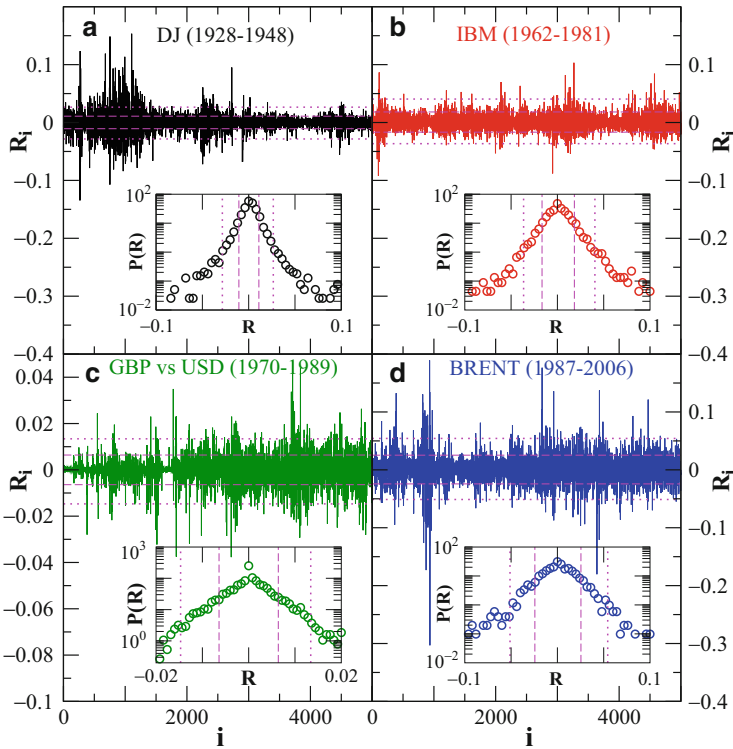 a
DJ (1928-1948)
b
IBM (1962-1981)
0.1
0
−0.1
−0.2
−0.3
R_i
0.1
0
−0.1
−0.2
−0.3
−0.4
R_i
10^2
10^−2
P(R)
−0.1
0.1
R
10^2
10^−2
P(R)
−0.1
0.1
R
c
GBP vs USD (1970-1989)
d
BRENT (1987-2006)
0.04
0.02
0
−0.02
−0.04
−0.06
−0.08
−0.1
R_i
−0.4
0.1
0
−0.1
−0.2
−0.3
−0.4
R_i
10^3
10^0
P(R)
−0.02
0.02
R
10^2
10^−2
P(R)
−0.1
0.1
R
0
2000
4000
i
0
2000
4000
i